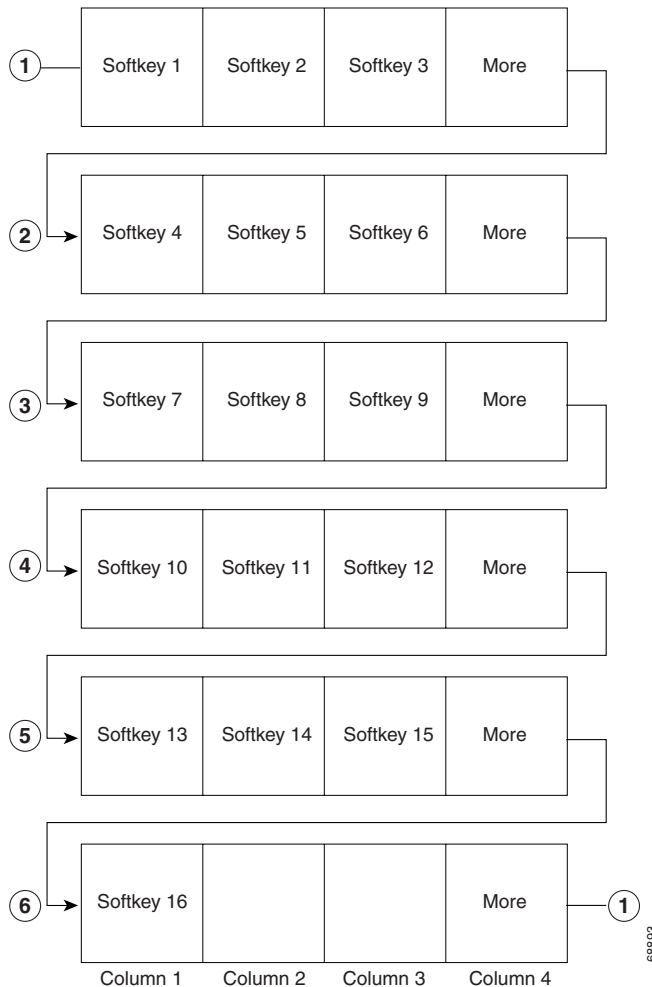 1 Softkey 1 Softkey 2 Softkey 3 More
2 Softkey 4 Softkey 5 Softkey 6 More
3 Softkey 7 Softkey 8 Softkey 9 More
4 Softkey 10 Softkey 11 Softkey 12 More
5 Softkey 13 Softkey 14 Softkey 15 More
6 Softkey 16 More 1
Column 1 Column 2 Column 3 Column 4
68893